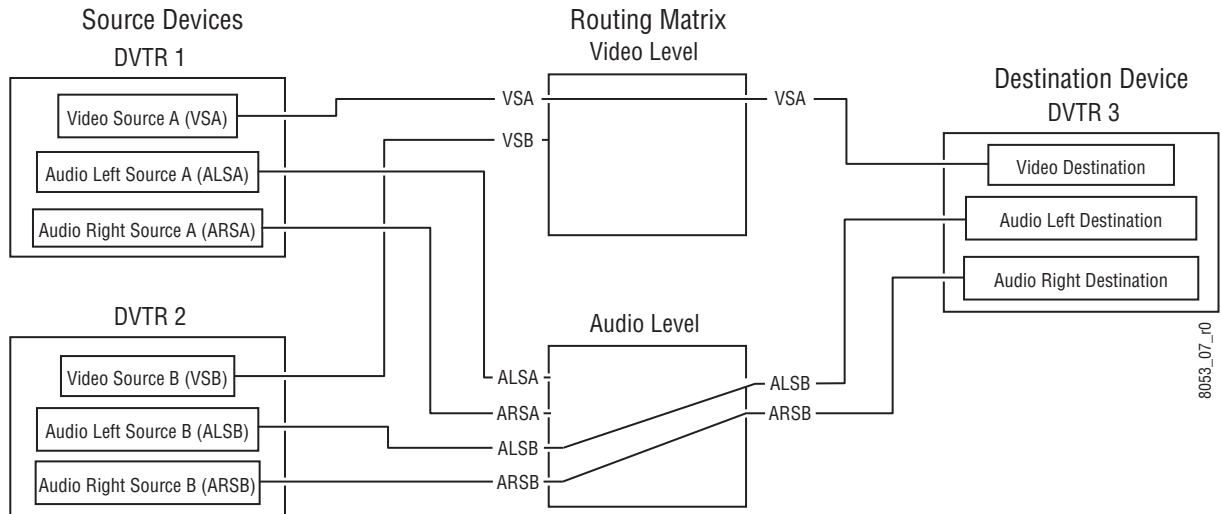 Source Devices
DVTR 1
Video Source A (VSA)
Audio Left Source A (ALSA)
Audio Right Source A (ARSA)
DVTR 2
Video Source B (VSB)
Audio Left Source B (ALSB)
Audio Right Source B (ARSB)
Routing Matrix
Video Level
VSA
VSB
VSA
Audio Level
ALSA
ARSA
ALSB
ARSB
ALSB
ARSB
Destination Device
DVTR 3
Video Destination
Audio Left Destination
Audio Right Destination
8053_07_r0